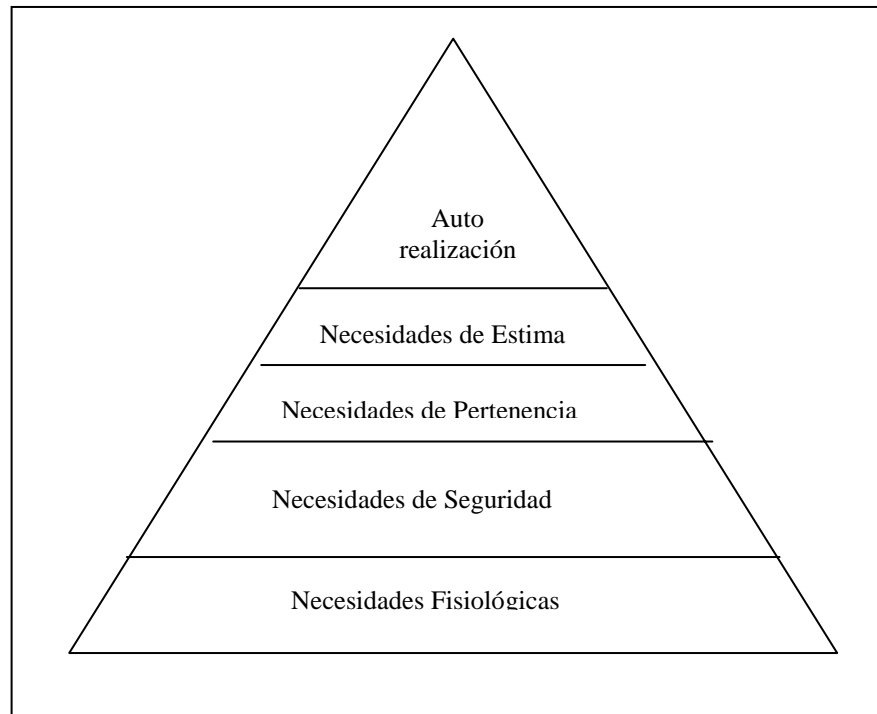 Auto
realización
Necesidades de Estima
Necesidades de Pertenencia
Necesidades de Seguridad
Necesidades Fisiológicas